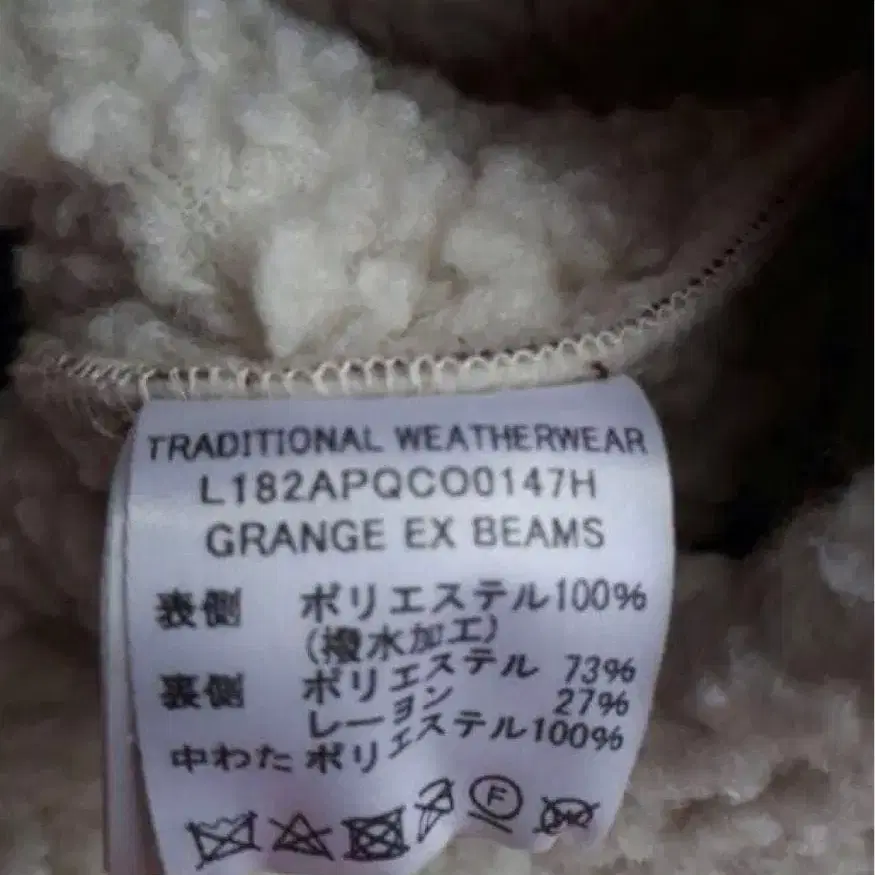 TRADITIONAL WEATHERWEAR
L182APQCO0147H
GRANGE EX BEAMS
表側 ポリエステル100%
(撥水加工)
裏側 ポリエステル 73%
レーヨン 27%
中わた ポリエステル100%
F